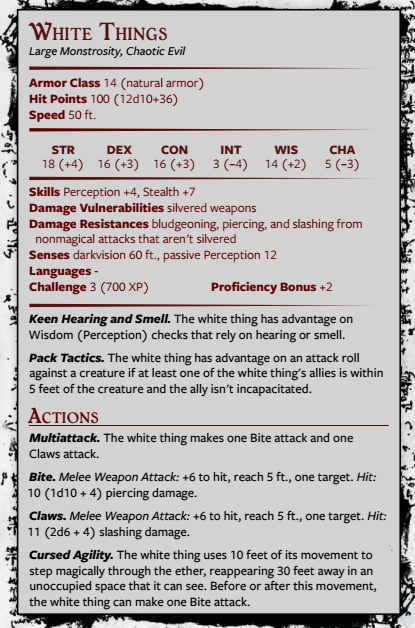 White Things
Large Monstrosity, Chaotic Evil
Armor Class 14 (natural armor)
Hit Points 100 (12d10+36)
Speed 50 ft.
STR DEX CON INT WIS CHA
18 (+4) 16 (+3) 16 (+3) 3 (–4) 14 (+2) 5 (–3)
Skills Perception +4, Stealth +7
Damage Vulnerabilities silvered weapons
Damage Resistances bludgeoning, piercing, and slashing from
nonmagical attacks that aren't silvered
Senses darkvision 60 ft., passive Perception 12
Languages -
Challenge 3 (700 XP) Proficiency Bonus +2
Keen Hearing and Smell. The white thing has advantage on
Wisdom (Perception) checks that rely on hearing or smell.
Pack Tactics. The white thing has advantage on an attack roll
against a creature if at least one of the white thing's allies is within
5 feet of the creature and the ally isn't incapacitated.
Actions
Multiattack. The white thing makes one Bite attack and one
Claws attack.
Bite. Melee Weapon Attack: +6 to hit, reach 5 ft., one target. Hit:
10 (1d10 + 4) piercing damage.
Claws. Melee Weapon Attack: +6 to hit, reach 5 ft., one target. Hit:
11 (2d6 + 4) slashing damage.
Cursed Agility. The white thing uses 10 feet of its movement to
step magically through the ether, reappearing 30 feet away in an
unoccupied space that it can see. Before or after this movement,
the white thing can make one Bite attack.